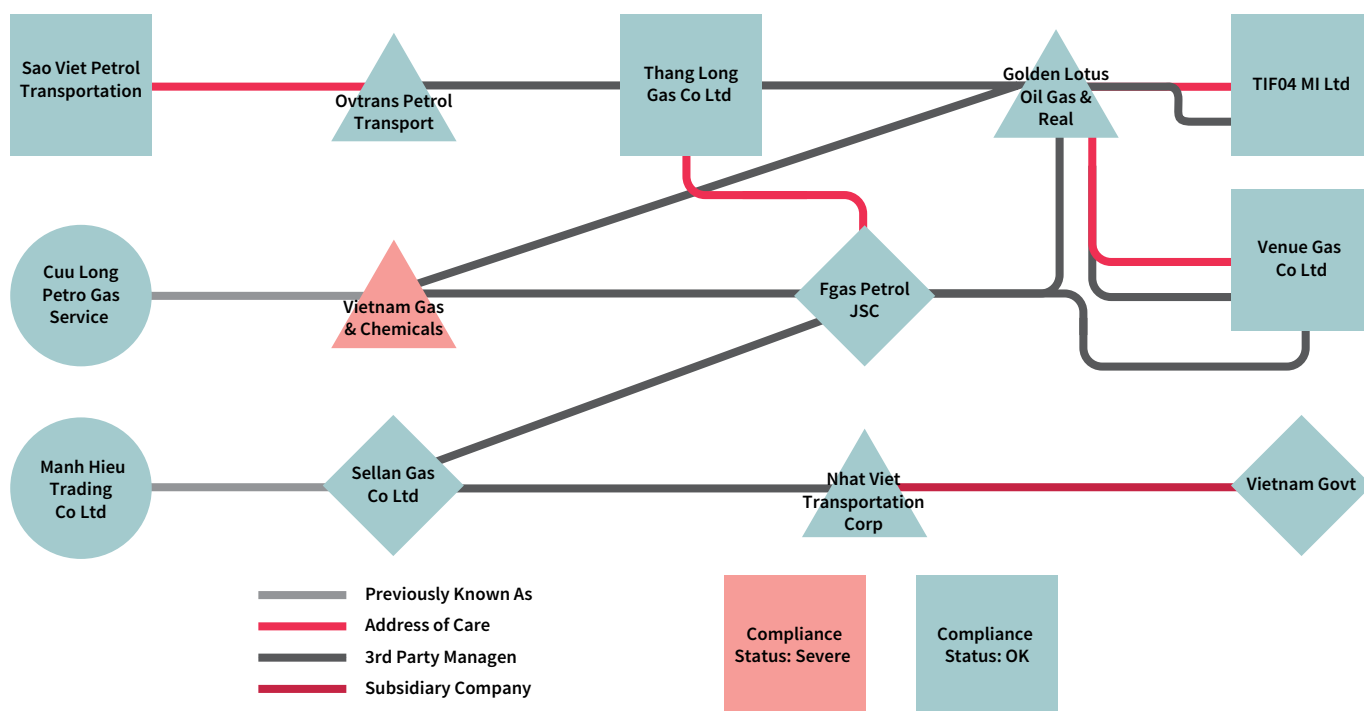 Sao Viet Petrol
Transportation
Ovtrans Petrol
Transport
Thang Long
Gas Co Ltd
Golden Lotus
Oil Gas &
Real
TIF04 MI Ltd
Cuu Long
Petro Gas
Service
Vietnam Gas
& Chemicals
Fgas Petrol
JSC
Venue Gas
Co Ltd
Manh Hieu
Trading
Co Ltd
Sellan Gas
Co Ltd
Nhat Viet
Transportation
Corp
Vietnam Govt
Previously Known As
Address of Care
3rd Party Managen
Subsidiary Company
Compliance
Status: Severe
Compliance
Status: OK